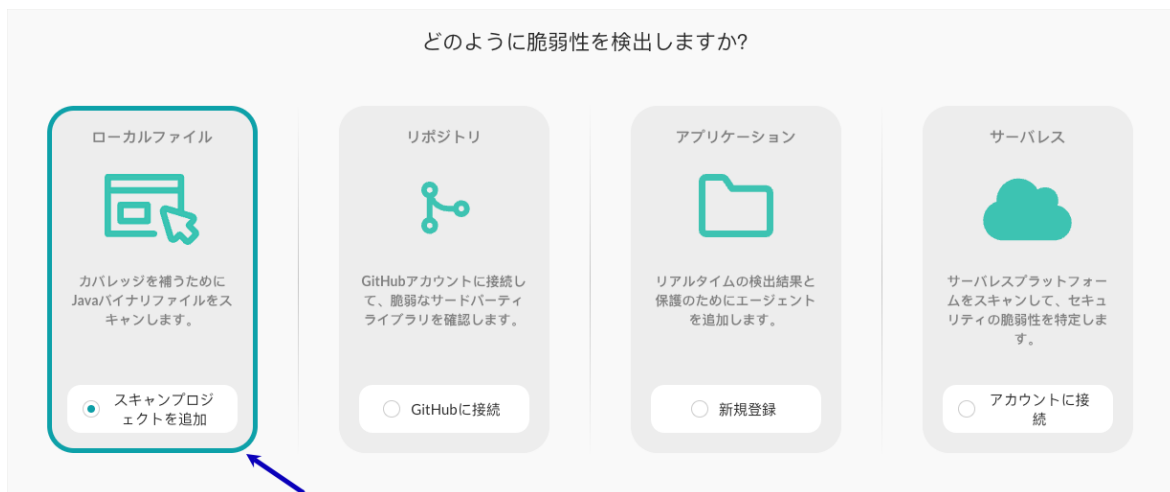 どのように脆弱性を検出しますか?
ローカルファイル
カバレッジを補うために
Javaバイナリファイルをス
キャンします。
スキャンプロジ
ェクトを追加
リポジトリ
GitHubアカウントに接続し
て、脆弱なサードパーティ
ライブラリを確認します。
GitHubに接続
アプリケーション
リアルタイムの検出結果と
保護のためにエージェント
を追加します。
新規登録
サーバレス
サーバレスプラットフォー
ムをスキャンして、セキュ
リティの脆弱性を特定しま
す。
アカウントに接
続